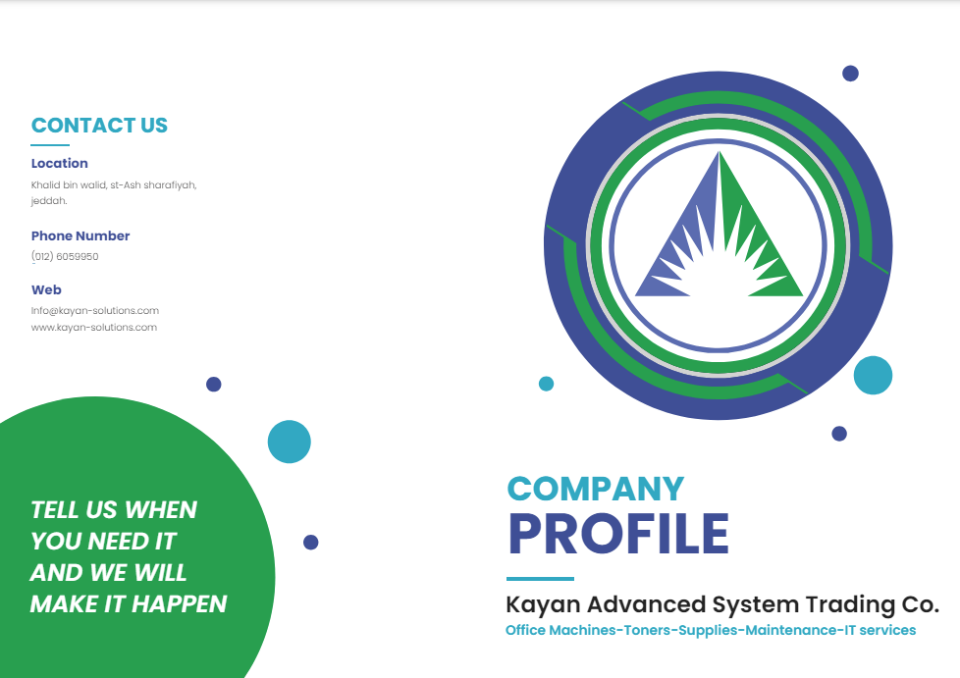 CONTACT US
Location
Khalid bin walid, st-Ash sharafiyah,
jeddah.
Phone Number
(012) 6059950
Web
Info@kayan-solutions.com
www.kayan-solutions.com
TELL US WHEN
YOU NEED IT
AND WE WILL
MAKE IT HAPPEN
COMPANY
PROFILE
Kayan Advanced System Trading Co.
Office Machines-Toners-Supplies-Maintenance-IT services